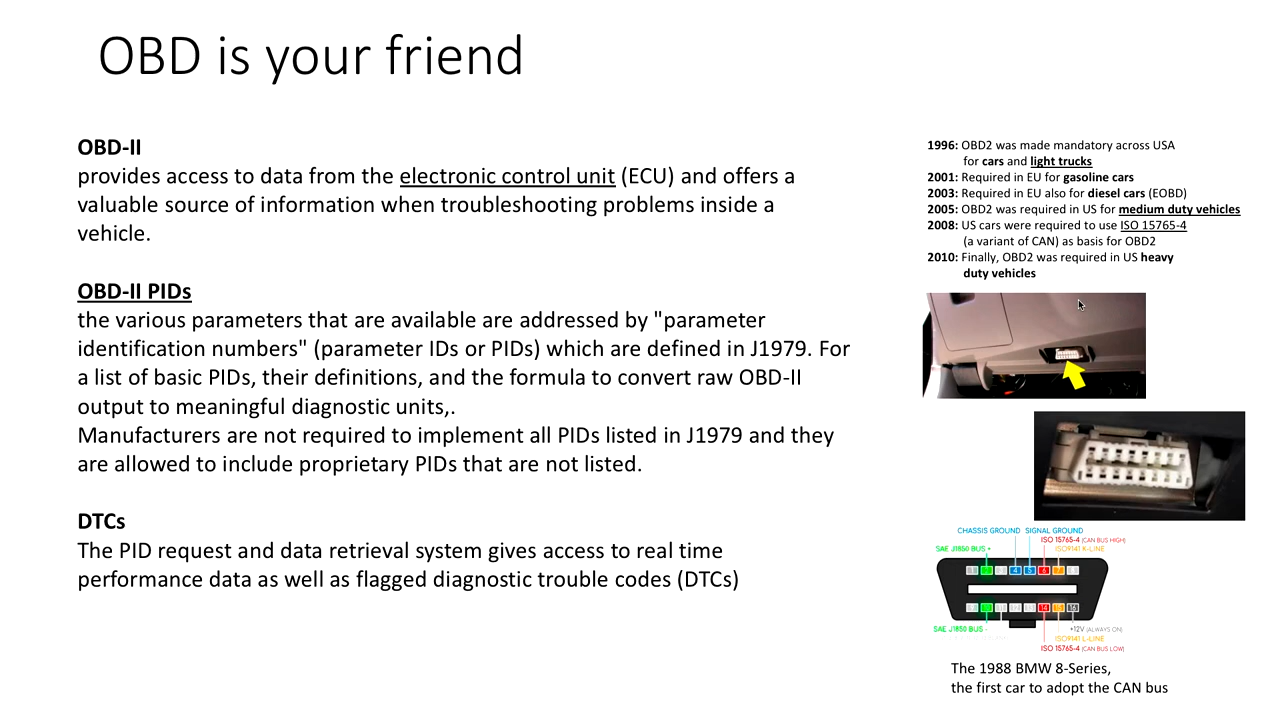 OBD is your friend
OBD-II
provides access to data from the electronic control unit (ECU) and offers a
valuable source of information when troubleshooting problems inside a
vehicle.
OBD-II PIDs
the various parameters that are available are addressed by "parameter
identification numbers" (parameter IDs or PIDs) which are defined in J1979. For
a list of basic PIDs, their definitions, and the formula to convert raw OBD-II
output to meaningful diagnostic units,.
Manufacturers are not required to implement all PIDs listed in J1979 and they
are allowed to include proprietary PIDs that are not listed.
DTCs
The PID request and data retrieval system gives access to real time
performance data as well as flagged diagnostic trouble codes (DTCs)
1996: OBD2 was made mandatory across USA
for cars and light trucks
2001: Required in EU for gasoline cars
2003: Required in EU also for diesel cars (EOBD)
2005: OBD2 was required in US for medium duty vehicles
2008: US cars were required to use ISO 15765-4
(a variant of CAN) as basis for OBD2
2010: Finally, OBD2 was required in US heavy
duty vehicles
CHASSIS GROUND SIGNAL GROUND
ISO 15765-4 (CAN BUS HIGH)
SAE J1850 BUS + ISO9141 K-LINE
4 5 6 7
14 15 16
SAE J1850 BUS - +12V (ALWAYS ON)
ISO9141 L-LINE
ISO 15765-4 (CAN BUS LOW)
The 1988 BMW 8-Series,
the first car to adopt the CAN bus